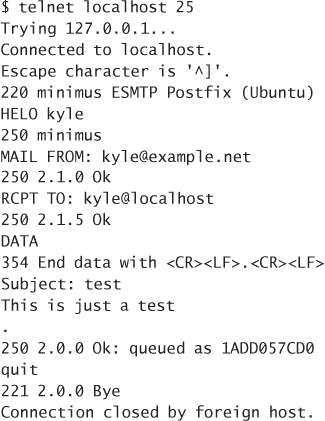 $ telnet localhost 25
Trying 127.0.0.1...
Connected to localhost.
Escape character is '^]'.
220 minimus ESMTP Postfix (Ubuntu)
HELO kyle
250 minimus
MAIL FROM: kyle@example.net
250 2.1.0 Ok
RCPT TO: kyle@localhost
250 2.1.5 Ok
DATA
354 End data with <CR><LF>.<CR><LF>
Subject: test
This is just a test
.
250 2.0.0 Ok: queued as 1ADD057CD0
quit
221 2.0.0 Bye
Connection closed by foreign host.